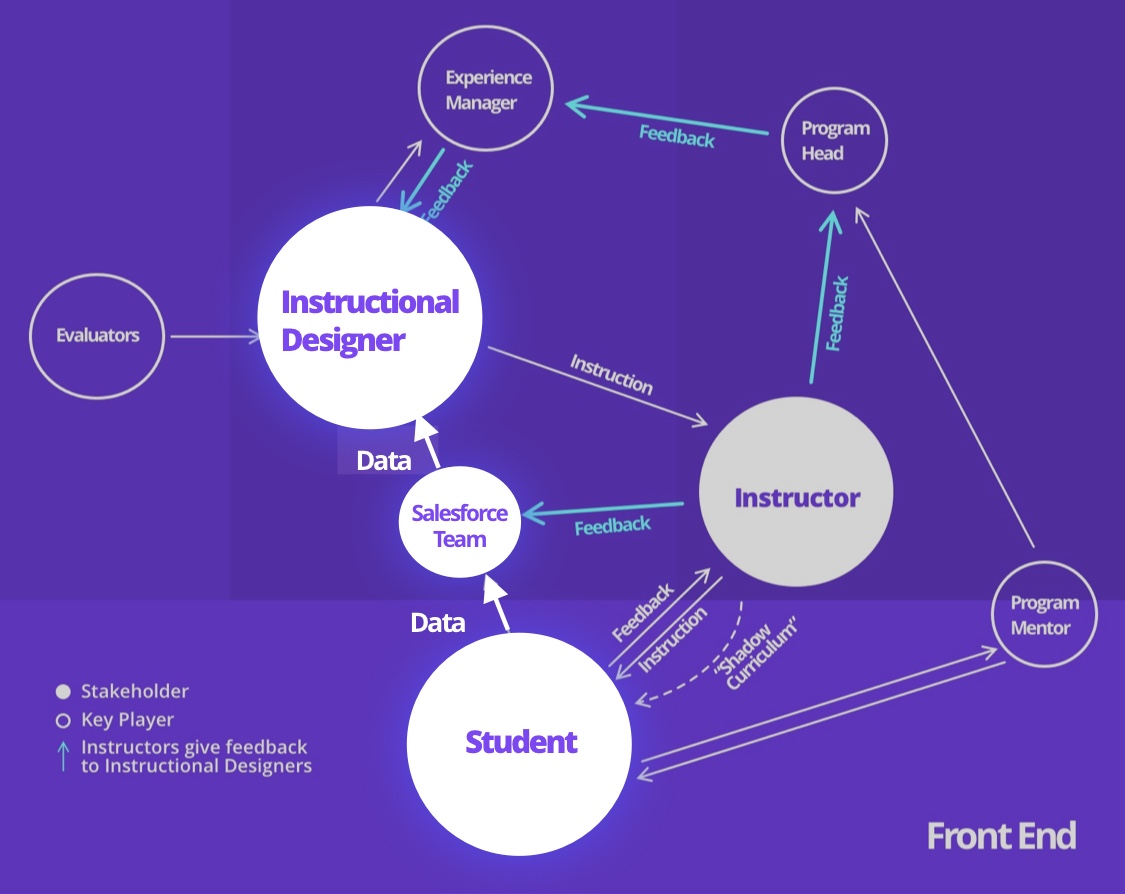 Experience
Manager
Program
Head
Feedback
Feedback
Instructional
Designer
Evaluators
Feedback
Instruction
Data
Instructor
Salesforce
Team
Feedback
Program
Mentor
Feedback
Instruction
"Shadow
Curriculum"
Data
Student
Stakeholder
Key Player
Instructors give feedback
to Instructional Designers
Front End